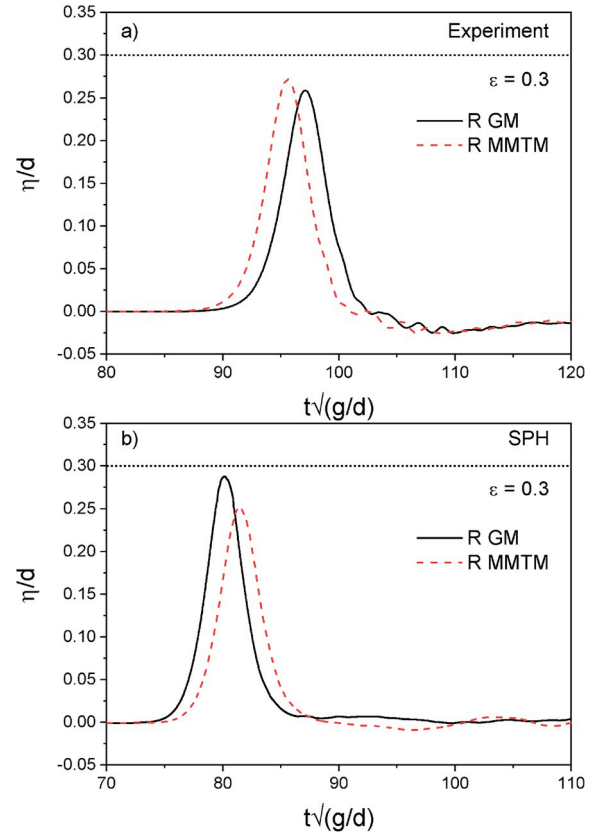 a)
Experiment
ε = 0.3
R GM
R MMTM
η/d
0.35
0.30
0.25
0.20
0.15
0.10
0.05
0.00
-0.05
80 90 100 110 120
t√(g/d)
b)
SPH
ε = 0.3
R GM
R MMTM
η/d
0.35
0.30
0.25
0.20
0.15
0.10
0.05
0.00
-0.05
70 80 90 100 110
t√(g/d)